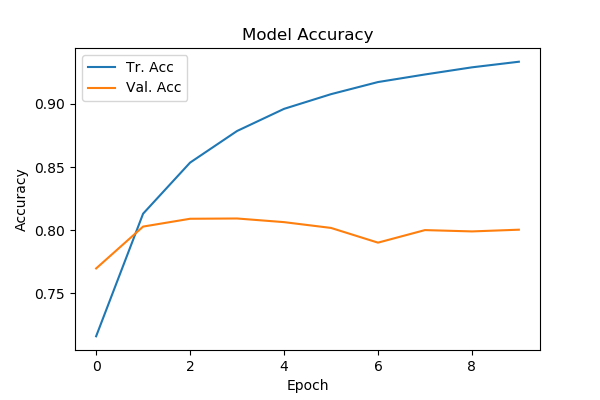 Model Accuracy
Tr. Acc
Val. Acc
Accuracy
0.90
0.85
0.80
0.75
0 2 4 6 8
Epoch